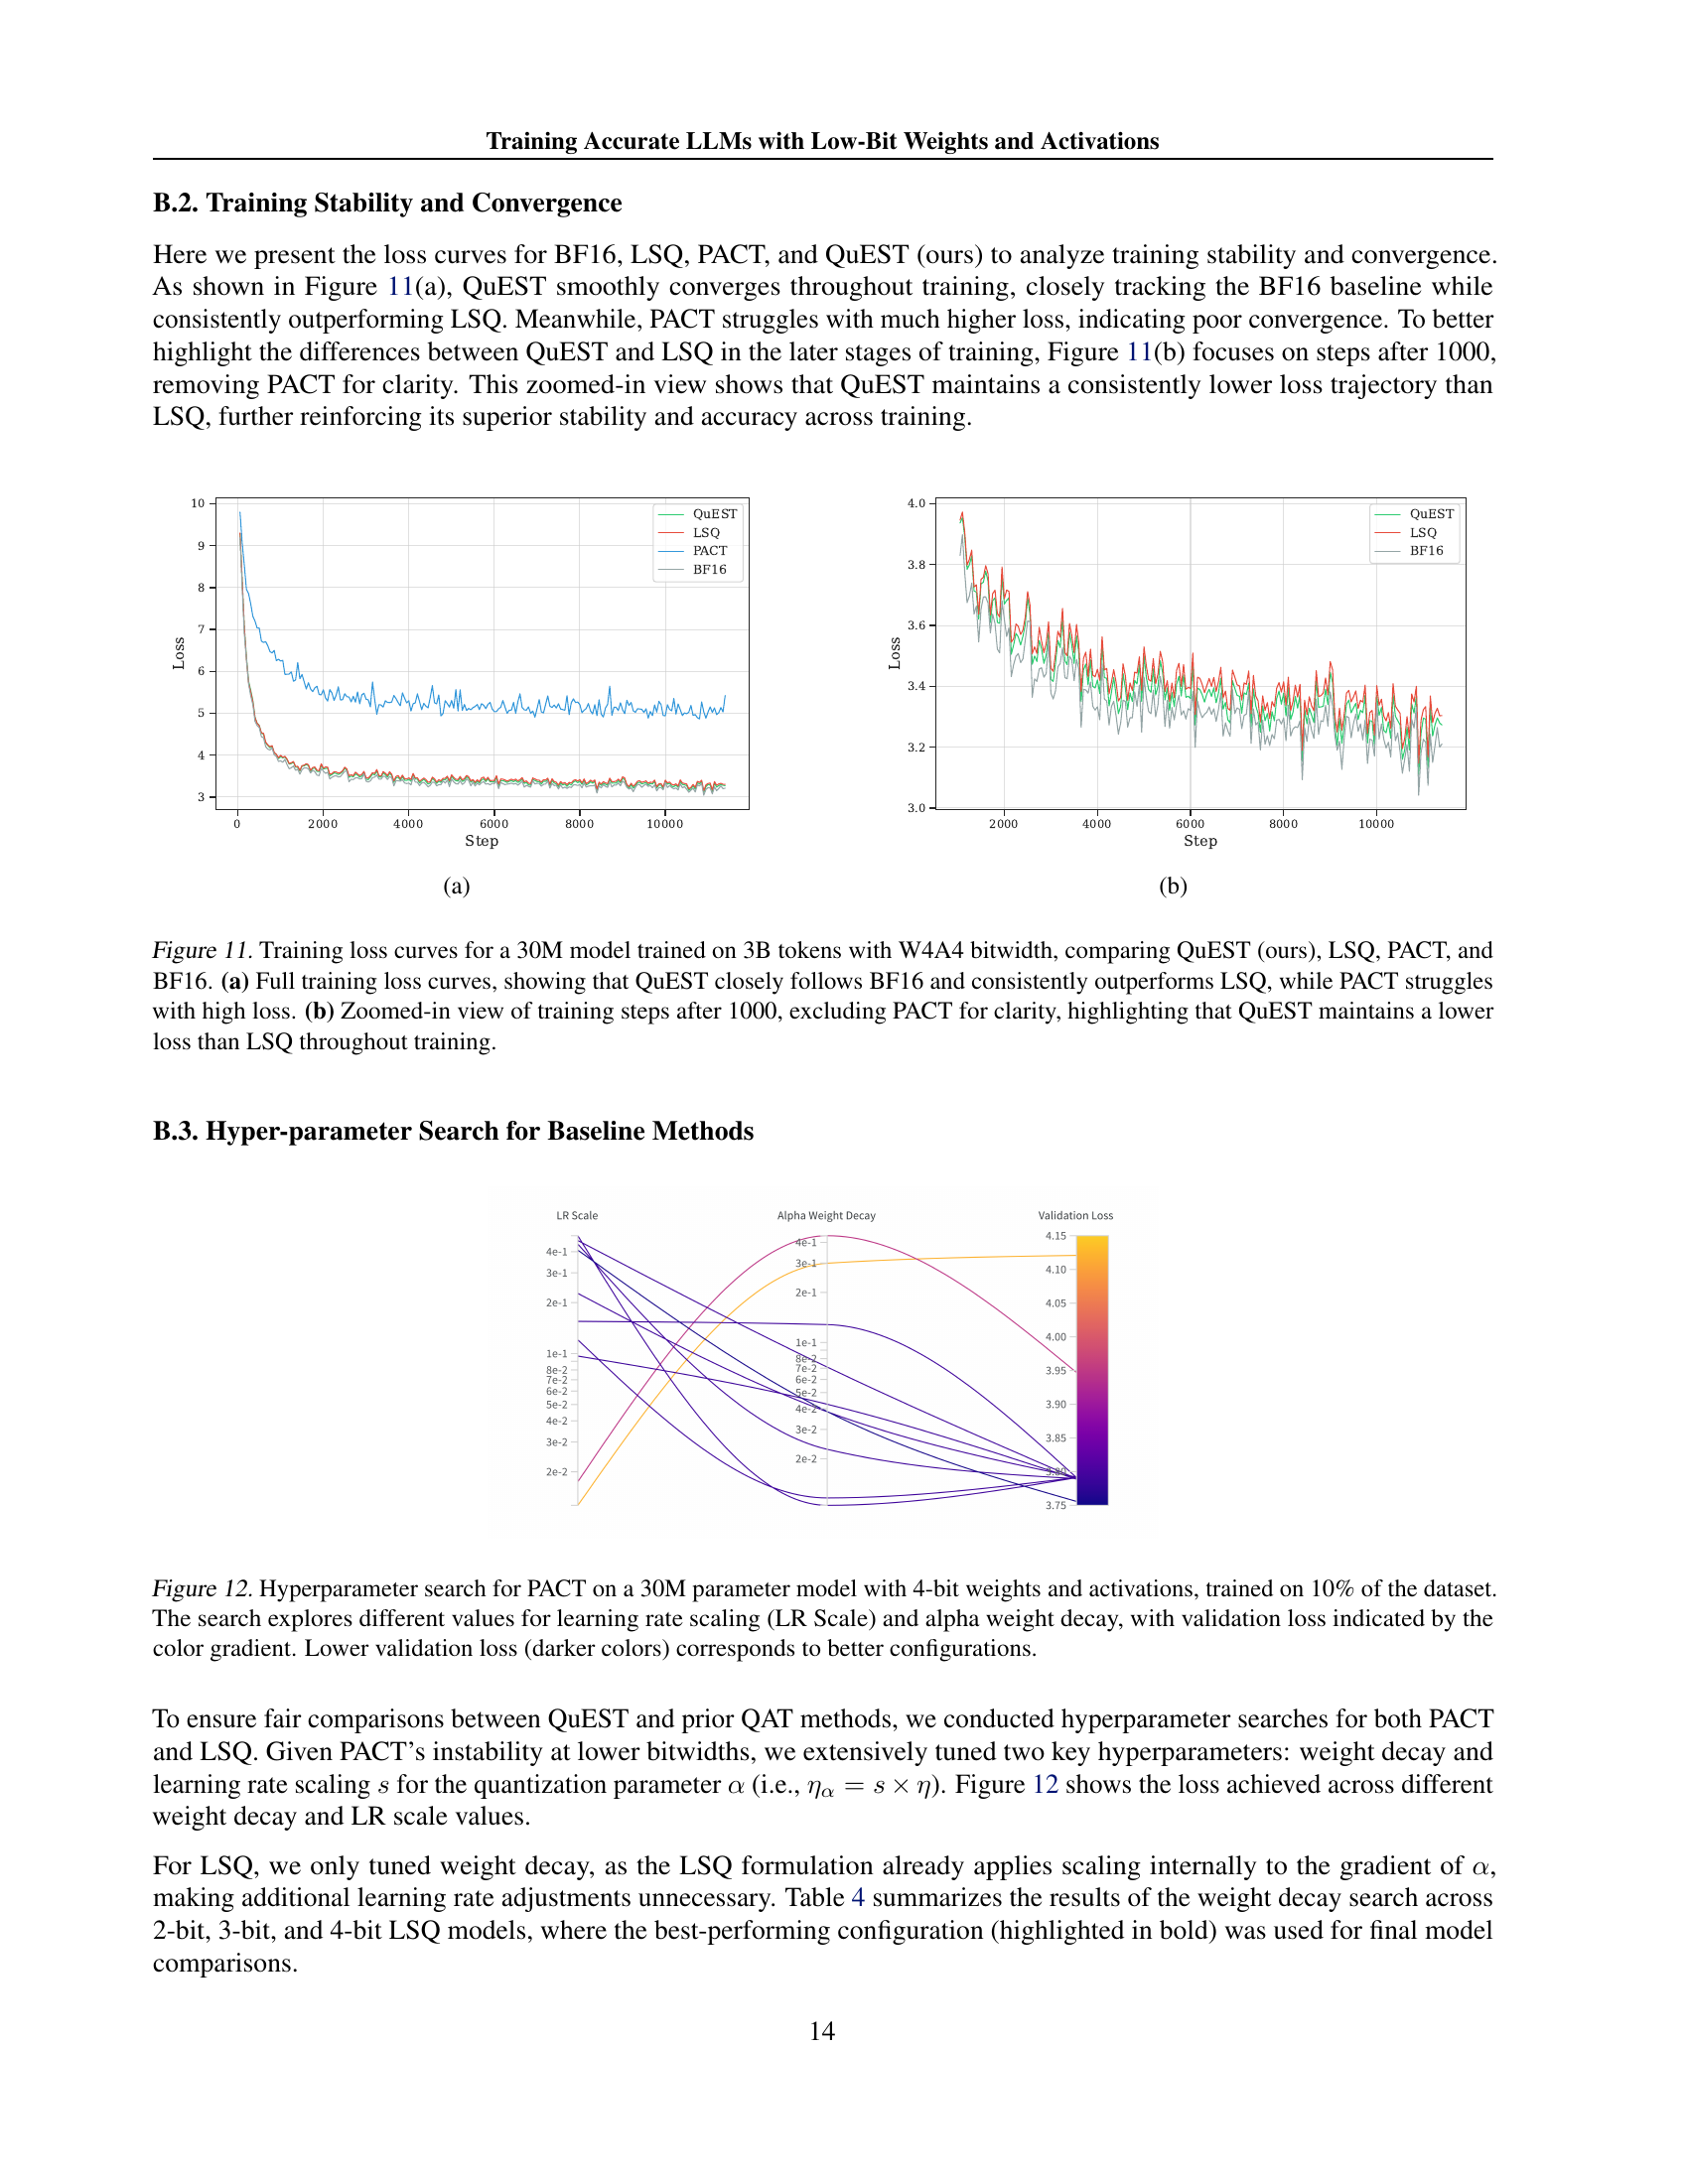 Training Accurate LLMs with Low-Bit Weights and Activations
B.2. Training Stability and Convergence
Here we present the loss curves for BF16, LSQ, PACT, and QuEST (ours) to analyze training stability and convergence.
As shown in Figure 11(a), QuEST smoothly converges throughout training, closely tracking the BF16 baseline while
consistently outperforming LSQ. Meanwhile, PACT struggles with much higher loss, indicating poor convergence. To better
highlight the differences between QuEST and LSQ in the later stages of training, Figure 11(b) focuses on steps after 1000,
removing PACT for clarity. This zoomed-in view shows that QuEST maintains a consistently lower loss trajectory than
LSQ, further reinforcing its superior stability and accuracy across training.
10
9
8
7
6
5
4
3
Loss
0 2000 4000 6000 8000 10000
Step
QuEST
LSQ
PACT
BF16
(a)
4.0
3.8
3.6
3.4
3.2
3.0
Loss
2000 4000 6000 8000 10000
Step
QuEST
LSQ
BF16
(b)
Figure 11. Training loss curves for a 30M model trained on 3B tokens with W4A4 bitwidth, comparing QuEST (ours), LSQ, PACT, and
BF16. (a) Full training loss curves, showing that QuEST closely follows BF16 and consistently outperforms LSQ, while PACT struggles
with high loss. (b) Zoomed-in view of training steps after 1000, excluding PACT for clarity, highlighting that QuEST maintains a lower
loss than LSQ throughout training.
B.3. Hyper-parameter Search for Baseline Methods
LR Scale
4e-1
3e-1
2e-1
1e-1
8e-2
7e-2
6e-2
5e-2
4e-2
3e-2
2e-2
Alpha Weight Decay
4e-1
3e-1
2e-1
1e-1
8e-2
7e-2
6e-2
5e-2
4e-2
3e-2
2e-2
Validation Loss
4.15
4.10
4.05
4.00
3.95
3.90
3.85
3.80
3.75
Figure 12. Hyperparameter search for PACT on a 30M parameter model with 4-bit weights and activations, trained on 10% of the dataset.
The search explores different values for learning rate scaling (LR Scale) and alpha weight decay, with validation loss indicated by the
color gradient. Lower validation loss (darker colors) corresponds to better configurations.
To ensure fair comparisons between QuEST and prior QAT methods, we conducted hyperparameter searches for both PACT
and LSQ. Given PACT's instability at lower bitwidths, we extensively tuned two key hyperparameters: weight decay and
learning rate scaling s for the quantization parameter α (i.e., η_α = s × η). Figure 12 shows the loss achieved across different
weight decay and LR scale values.
For LSQ, we only tuned weight decay, as the LSQ formulation already applies scaling internally to the gradient of α,
making additional learning rate adjustments unnecessary. Table 4 summarizes the results of the weight decay search across
2-bit, 3-bit, and 4-bit LSQ models, where the best-performing configuration (highlighted in bold) was used for final model
comparisons.
14